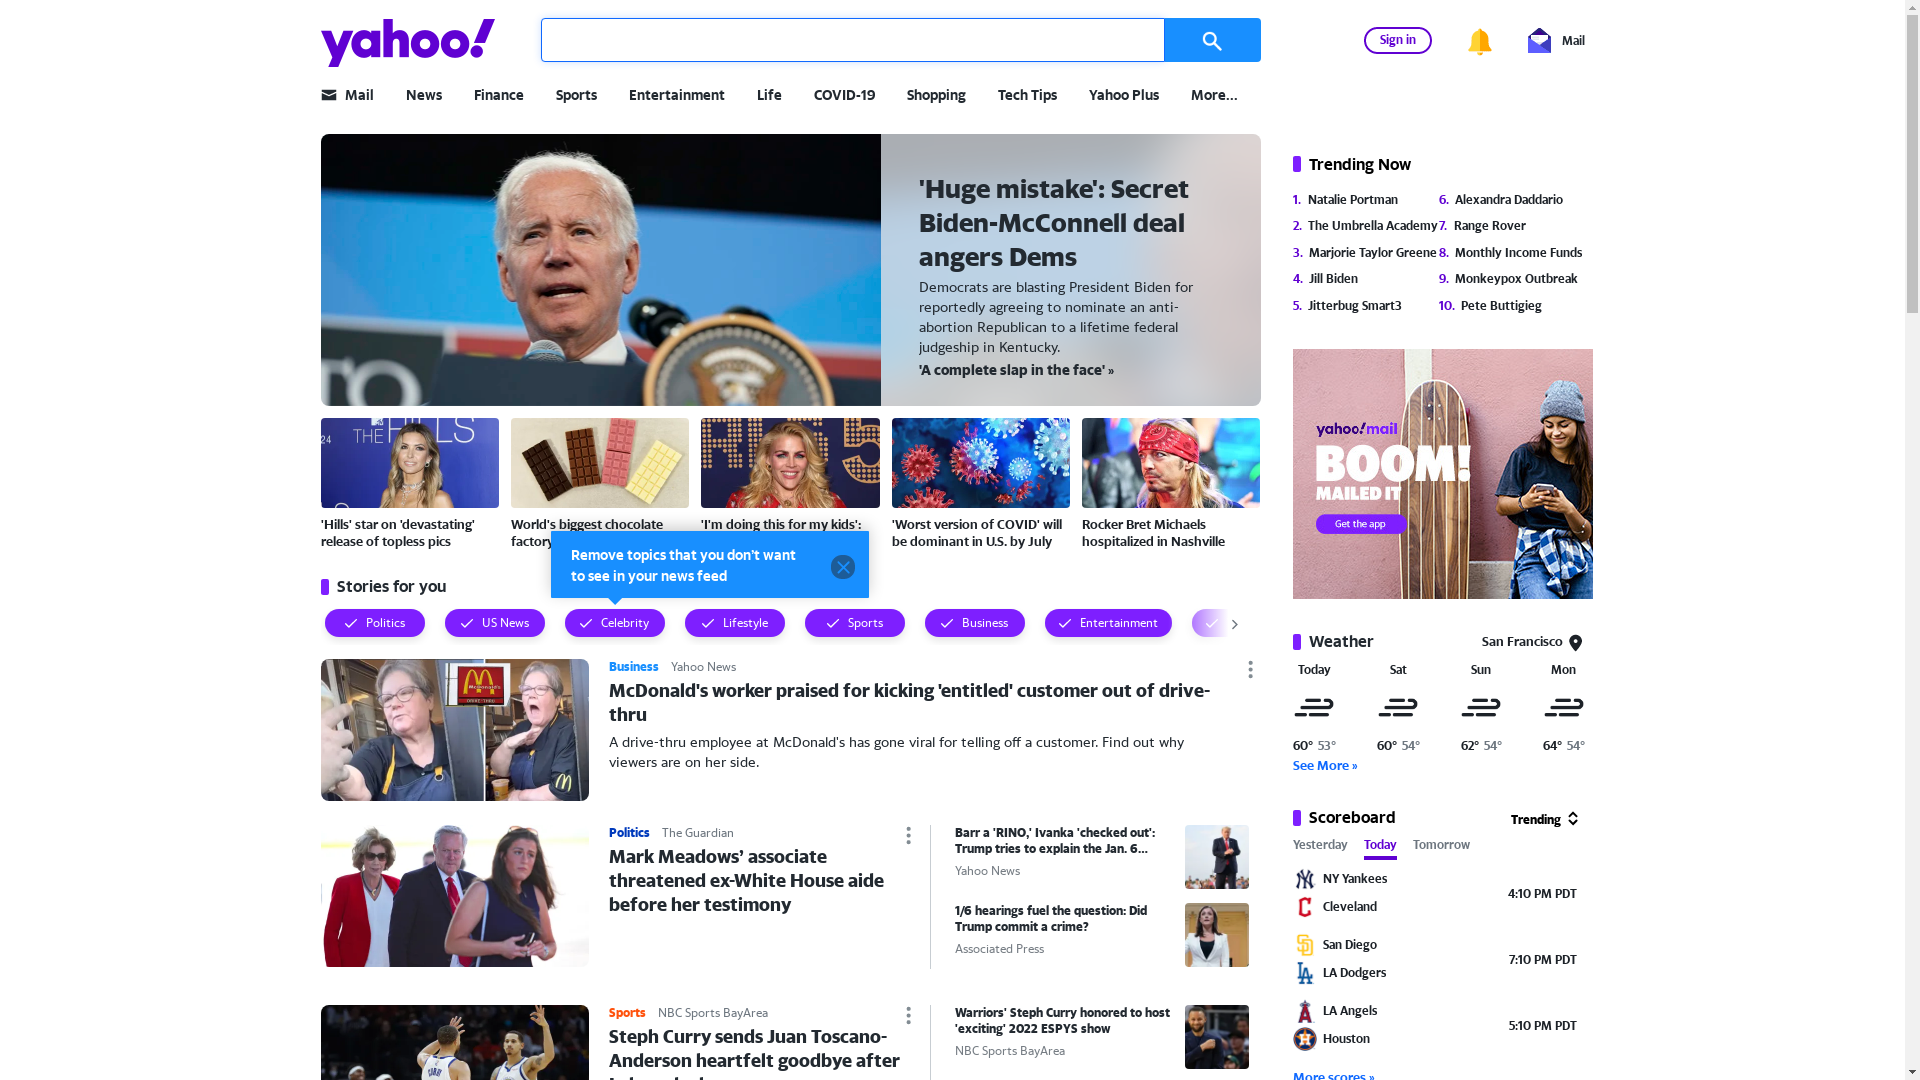 yahoo!
Sign in
Mail
Mail
News
Finance
Sports
Entertainment
Life
COVID-19
Shopping
Tech Tips
Yahoo Plus
More...
'Huge mistake': Secret
Biden-McConnell deal
angers Dems
Democrats are blasting President Biden for
reportedly agreeing to nominate an anti-
abortion Republican to a lifetime federal
judgeship in Kentucky.
'A complete slap in the face' »
'Hills' star on 'devastating'
release of topless pics
World's biggest chocolate
factory
'I'm doing this for my kids':
'Worst version of COVID' will
be dominant in U.S. by July
Rocker Bret Michaels
hospitalized in Nashville
Remove topics that you don't want
to see in your news feed
Stories for you
Politics
US News
Celebrity
Lifestyle
Sports
Business
Entertainment
Business Yahoo News
McDonald's worker praised for kicking 'entitled' customer out of drive-
thru
A drive-thru employee at McDonald's has gone viral for telling off a customer. Find out why
viewers are on her side.
Politics The Guardian
Mark Meadows' associate
threatened ex-White House aide
before her testimony
Barr a 'RINO,' Ivanka 'checked out':
Trump tries to explain the Jan. 6...
Yahoo News
1/6 hearings fuel the question: Did
Trump commit a crime?
Associated Press
Sports NBC Sports BayArea
Steph Curry sends Juan Toscano-
Anderson heartfelt goodbye after
Warriors' Steph Curry honored to host
'exciting' 2022 ESPYS show
NBC Sports BayArea
Trending Now
1. Natalie Portman
2. The Umbrella Academy
3. Marjorie Taylor Greene
4. Jill Biden
5. Jitterbug Smart3
6. Alexandra Daddario
7. Range Rover
8. Monthly Income Funds
9. Monkeypox Outbreak
10. Pete Buttigieg
yahoo!mail
BOOM!
MAILED IT
Get the app
Weather
San Francisco
Today Sat Sun Mon
60° 53° 60° 54° 62° 54° 64° 54°
See More »
Scoreboard
Trending
Yesterday Today Tomorrow
NY Yankees
Cleveland
4:10 PM PDT
San Diego
LA Dodgers
7:10 PM PDT
LA Angels
Houston
5:10 PM PDT
More scores »